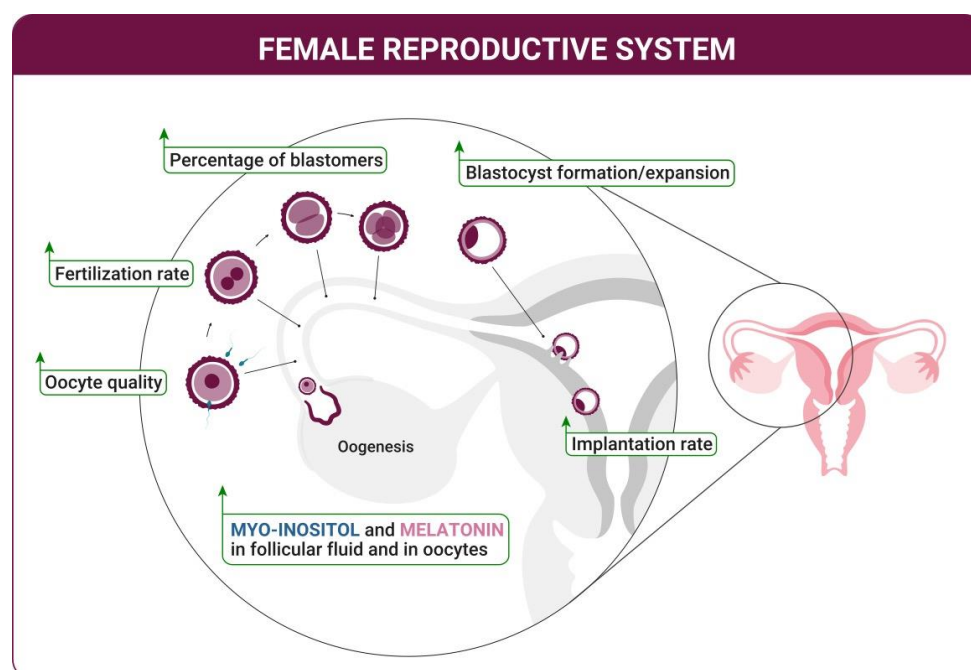 FEMALE REPRODUCTIVE SYSTEM
Percentage of blastomers
Blastocyst formation/expansion
Fertilization rate
Oocyte quality
Oogenesis
Implantation rate
MYO-INOSITOL and MELATONIN
in follicular fluid and in oocytes